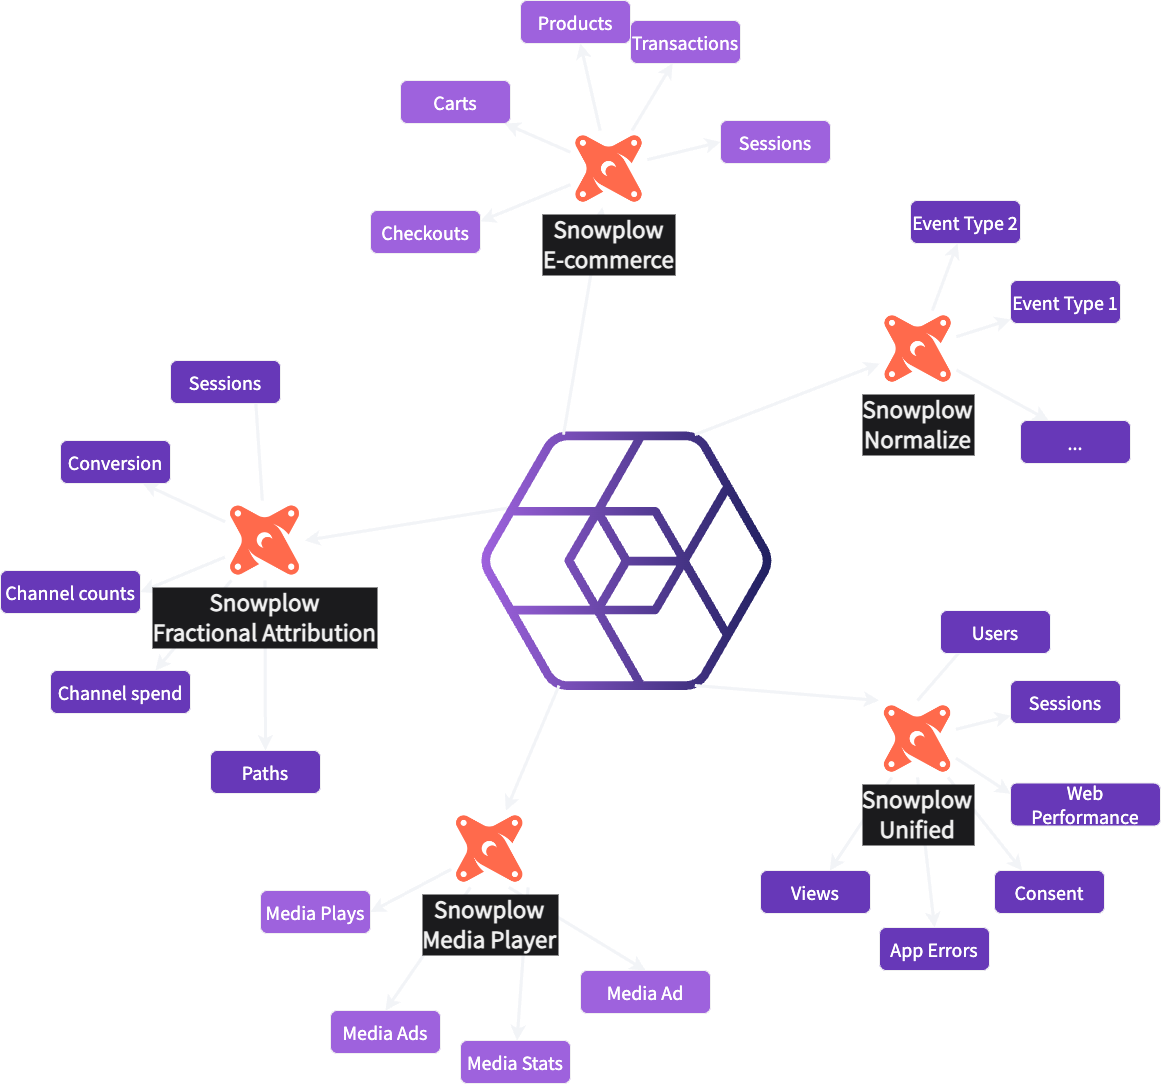 Products
Transactions
Carts
Sessions
Checkouts
Snowplow
E-commerce
Event Type 2
Event Type 1
Snowplow
Normalize
...
Sessions
Conversion
Channel counts
Snowplow
Fractional Attribution
Channel spend
Paths
Users
Sessions
Web
Performance
Snowplow
Unified
Views
Consent
App Errors
Snowplow
Media Player
Media Plays
Media Ad
Media Ads
Media Stats